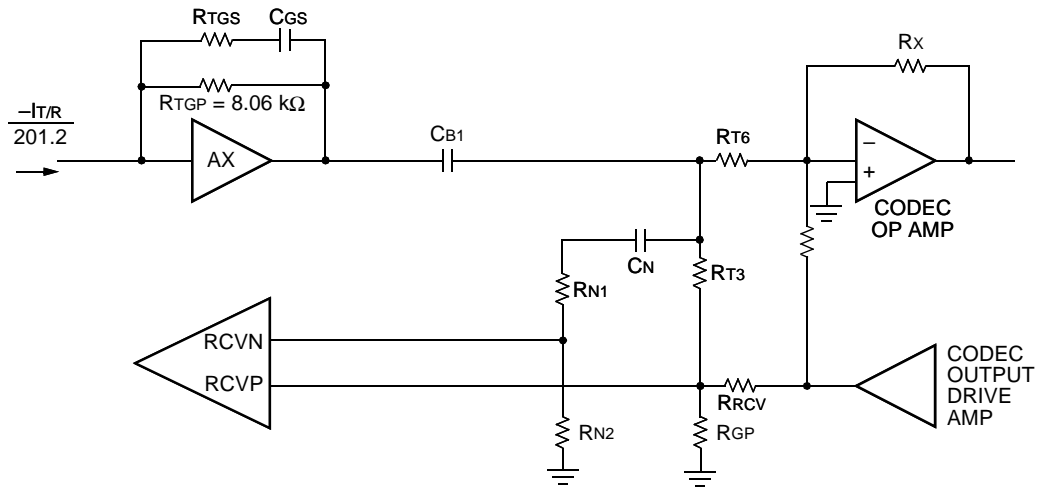 RTGS
CGS
RX
RTGP = 8.06 kΩ
–IT/R
201.2
AX
CB1
RT6
–
+
CODEC
OP AMP
CN
RT3
RN1
RCVN
RCVP
CODEC
OUTPUT
DRIVE
AMP
RRCV
RN2
RGP